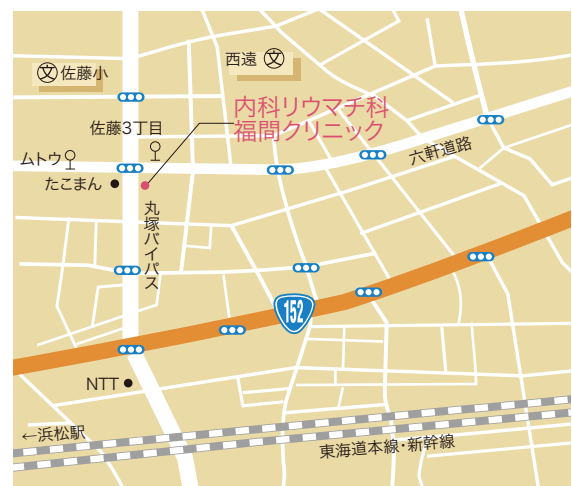 文 佐藤小
西遠 文
内科リウマチ科
福間クリニック
佐藤3丁目
ムトウ
たこまん
六軒道路
丸塚バイパス
152
NTT
←浜松駅
東海道本線・新幹線